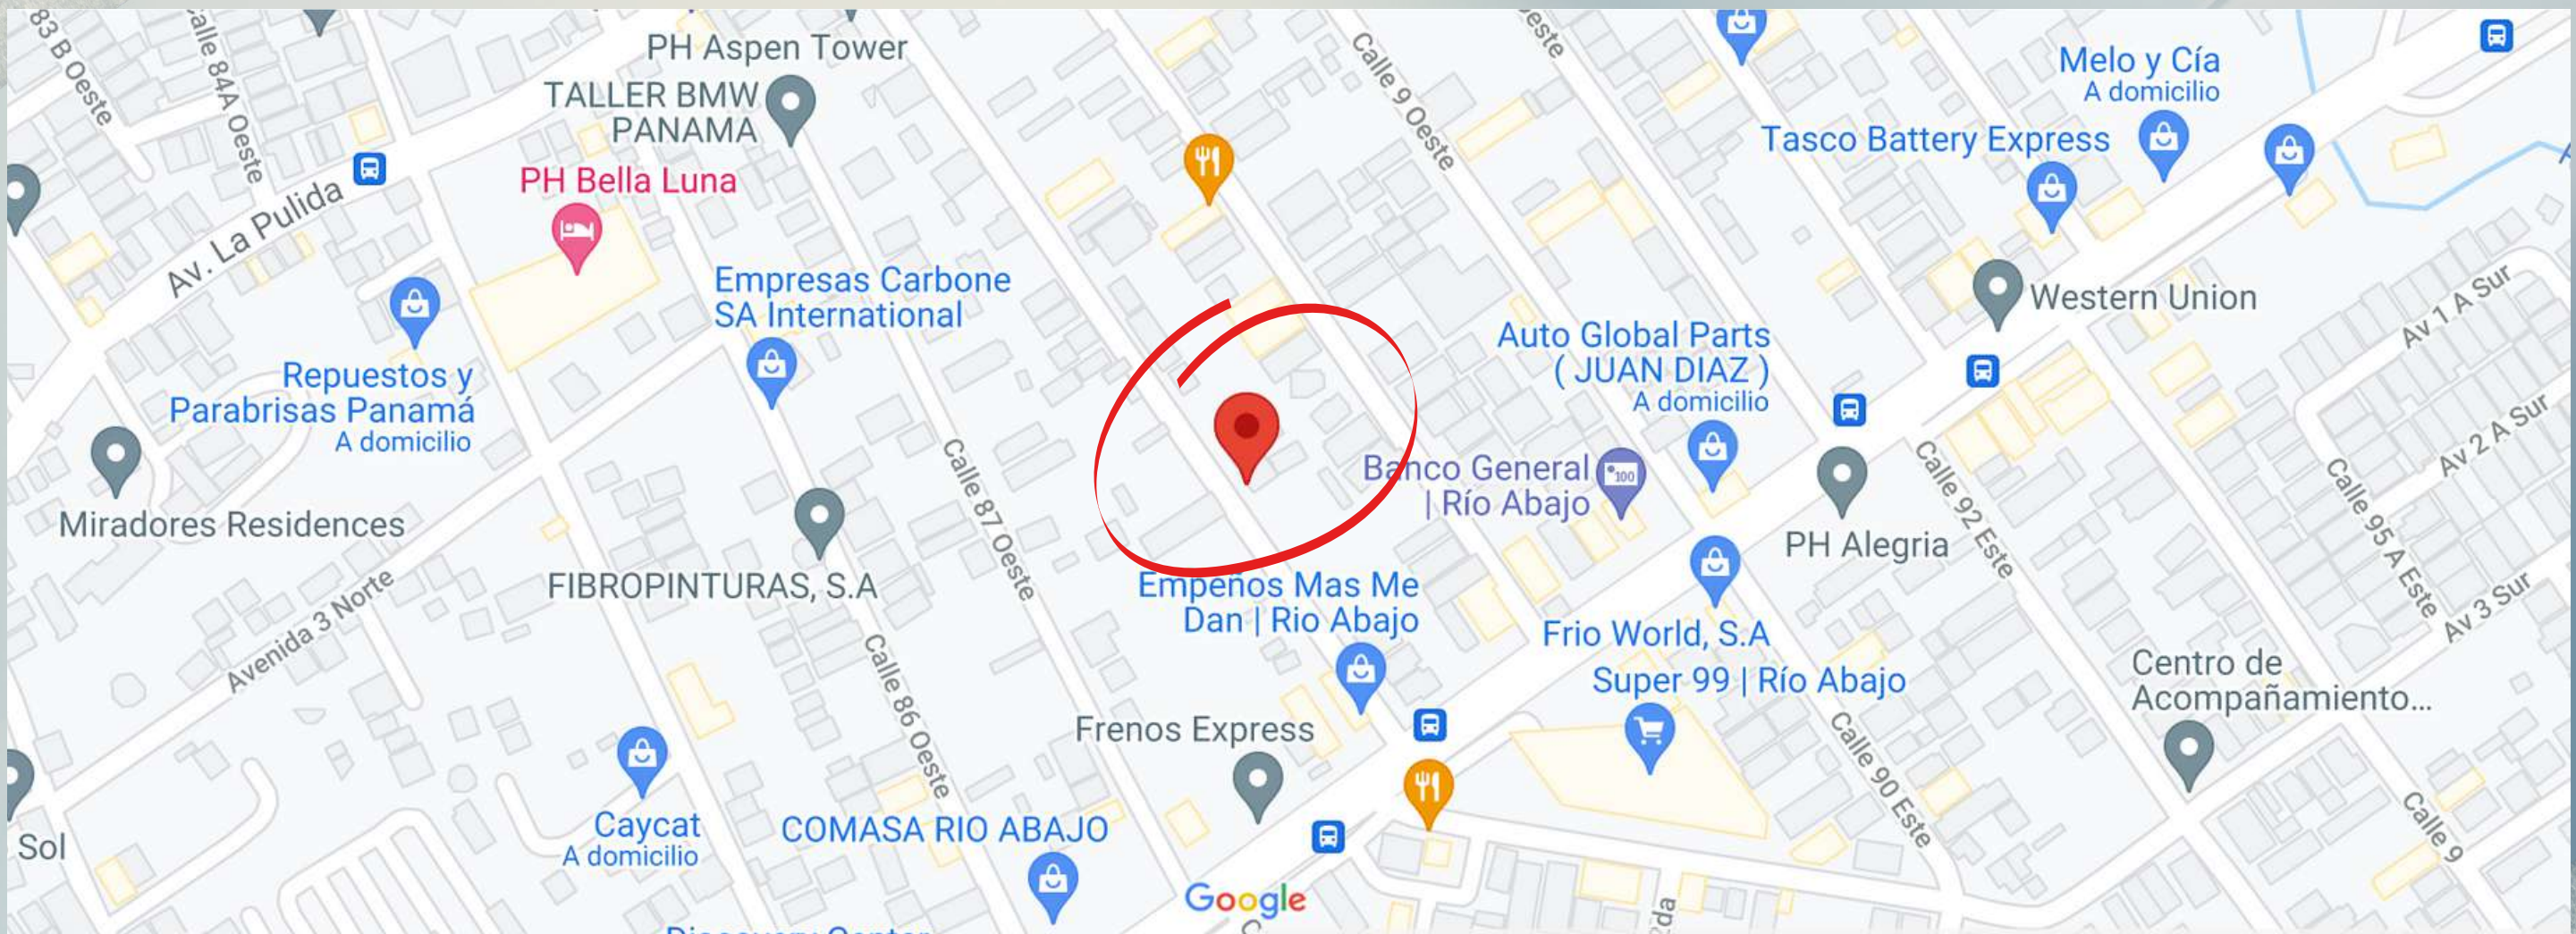 83 B Oeste
Calle 84A Oeste
PH Aspen Tower
TALLER BMW
PANAMA
PH Bella Luna
Av. La Pulida
Calle 9 Oeste
este
Melo y Cía
A domicilio
Tasco Battery Express
Empresas Carbone
SA International
Western Union
Av 1 A Sur
Auto Global Parts
( JUAN DIAZ )
A domicilio
Repuestos y
Parabrisas Panamá
A domicilio
Miradores Residences
Calle 87 Oeste
Banco General
| Río Abajo
100
Calle 92 Este
Av 2 A Sur
Calle 95 A Este
PH Alegria
FIBROPINTURAS, S.A
Avenida 3 Norte
Empeños Mas Me
Dan | Rio Abajo
Av 3 Sur
Frio World, S.A
Super 99 | Río Abajo
Calle 86 Oeste
Centro de
Acompañamiento...
Frenos Express
Calle 90 Este
Caycat
A domicilio
COMASA RIO ABAJO
Sol
Calle 9
Google
2da